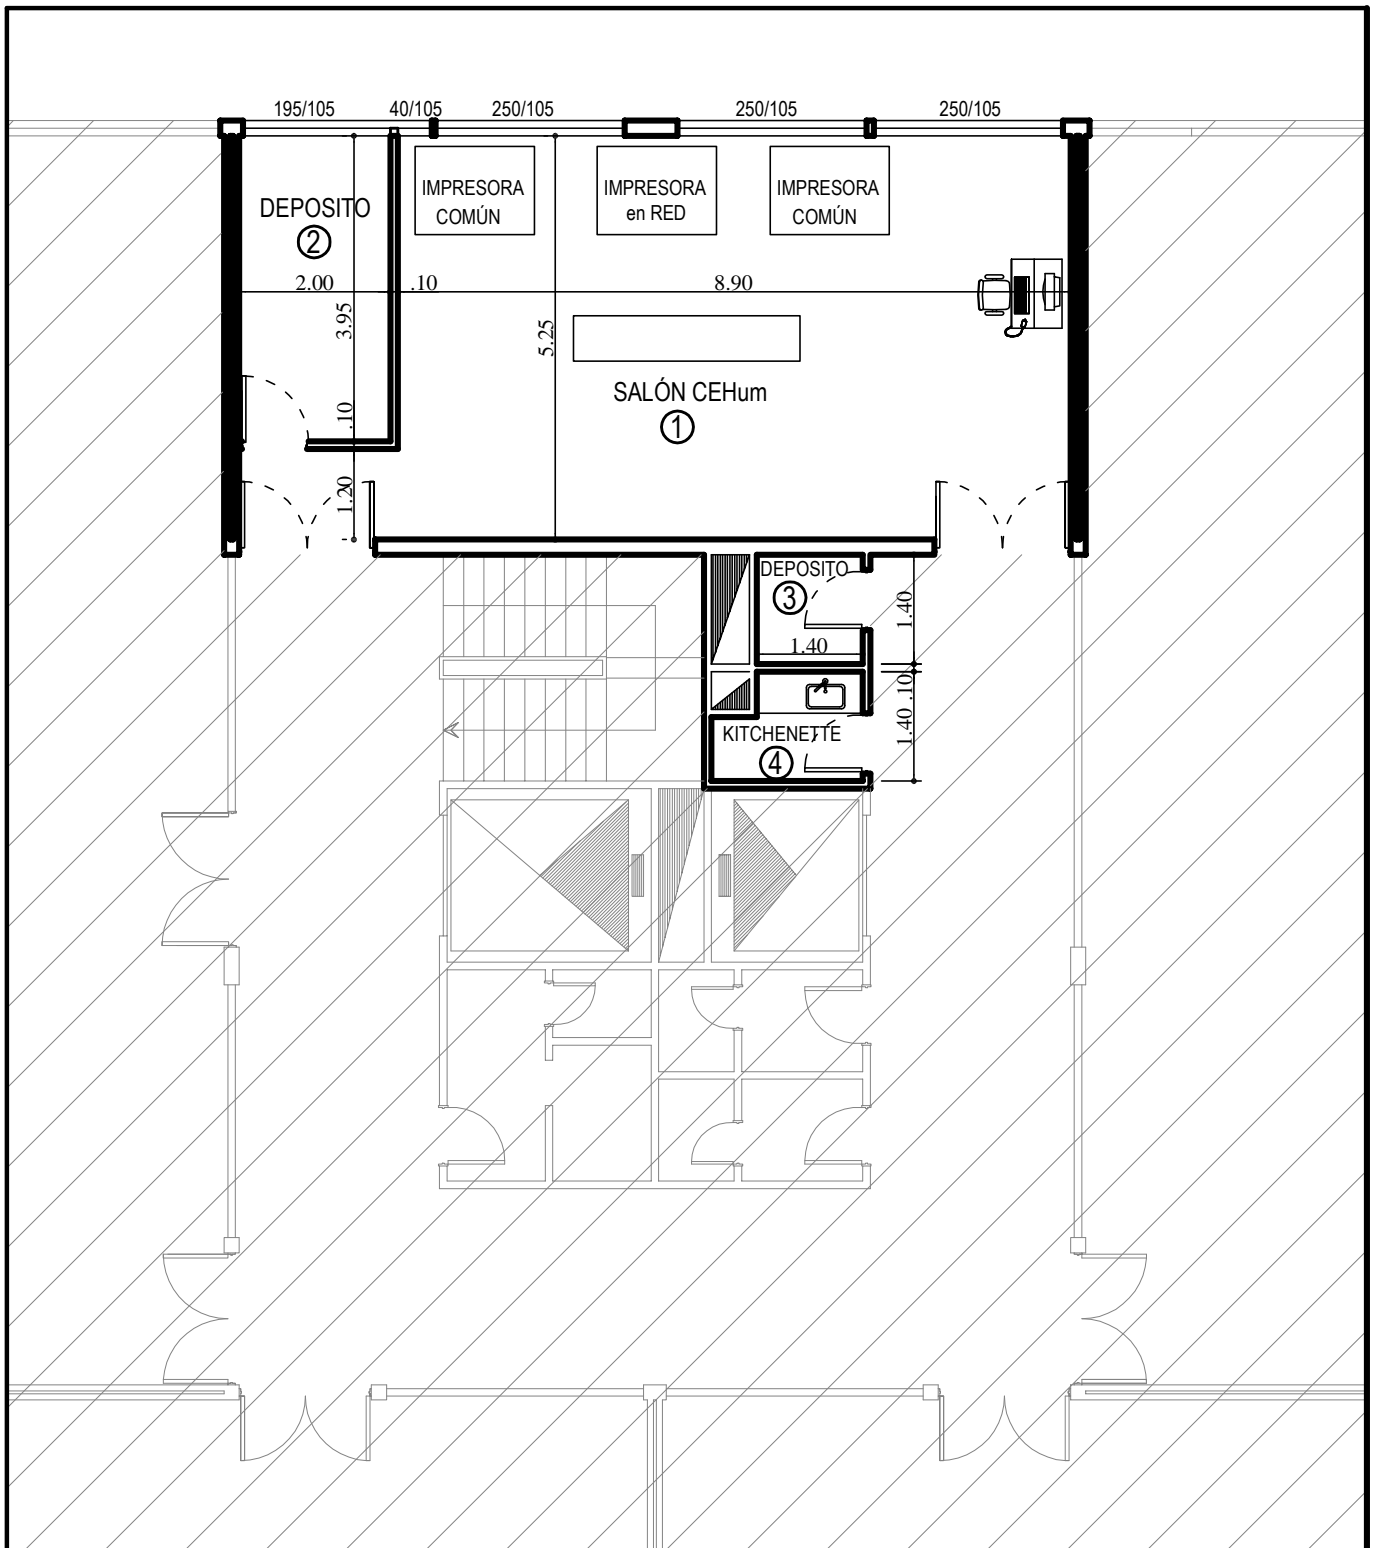 195/105 40/105 250/105 250/105 250/105
IMPRESORA
COMÚN
IMPRESORA
en RED
IMPRESORA
COMÚN
DEPOSITO
2
2.00 .10 8.90
3.95
5.25
SALÓN CEHum
1
.10
1.20
DEPOSITO
3
1.40
1.40
.10
1.40
KITCHENETTE
4